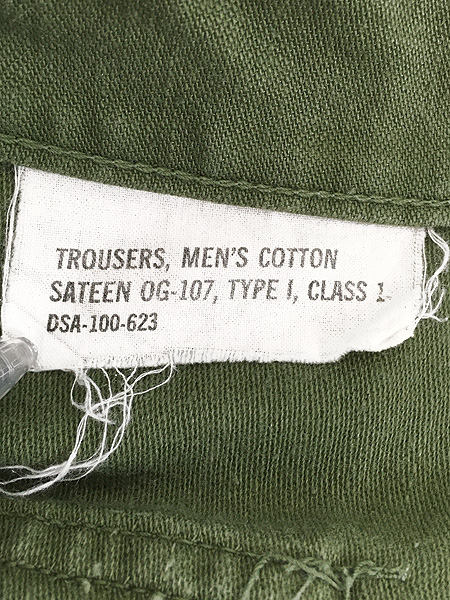 TROUSERS, MEN'S COTTON
SATEEN OG-107, TYPE I, CLASS 1
DSA-100-623